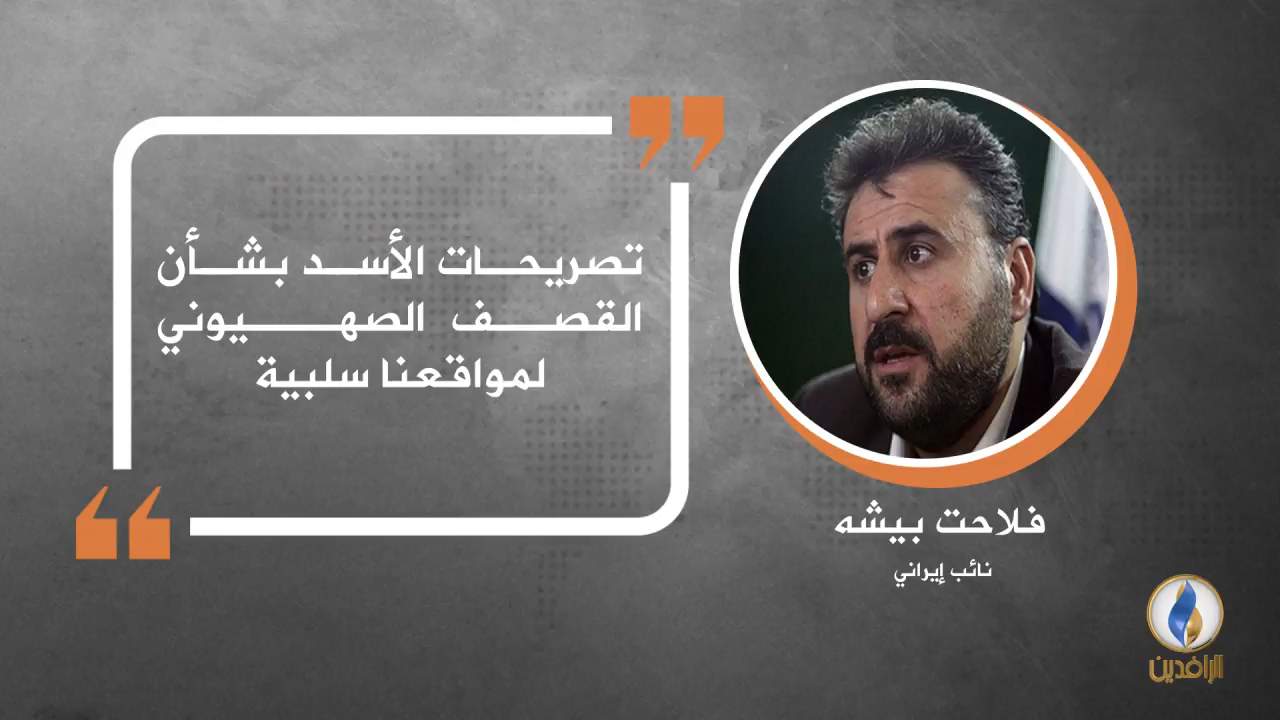 تصريحات الأسد بشأن
القصف الصهيوني
لمواقعنا سلبية
فلاحت بيشه
نائب إيراني
الرافدين